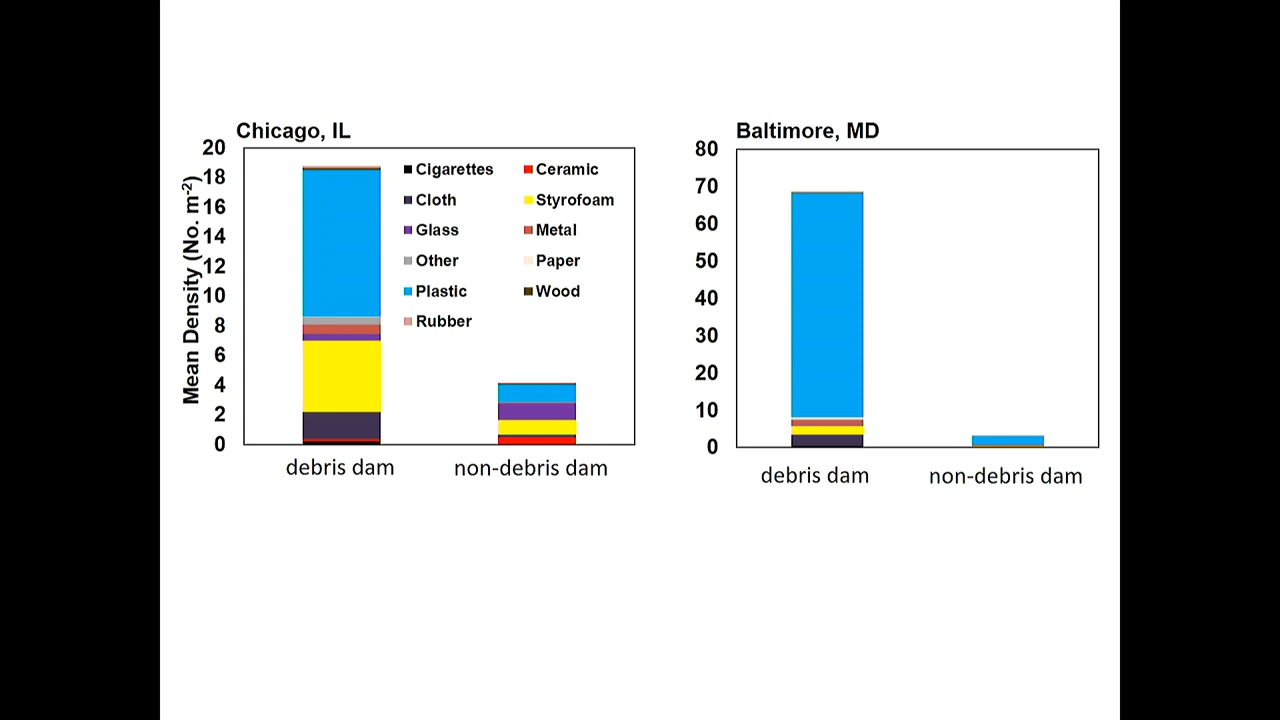 Chicago, IL
Mean Density (No. m-2)
20
18
16
14
12
10
8
6
4
2
0
Cigarettes
Ceramic
Cloth
Styrofoam
Glass
Metal
Other
Paper
Plastic
Wood
Rubber
debris dam
non-debris dam
Baltimore, MD
80
70
60
50
40
30
20
10
0
debris dam
non-debris dam